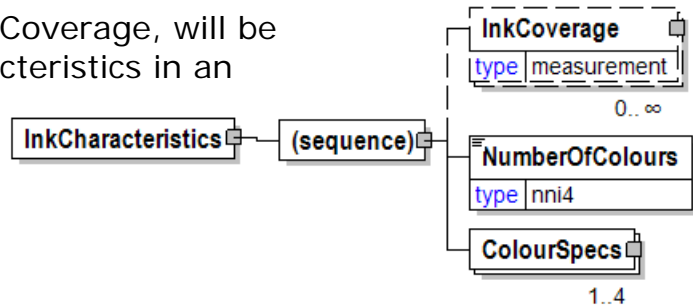 Coverage, will be
cteristics in an
InkCharacteristics
(sequence)
InkCoverage
type measurement
0..∞
NumberOfColours
type nni4
ColourSpecs
1..4